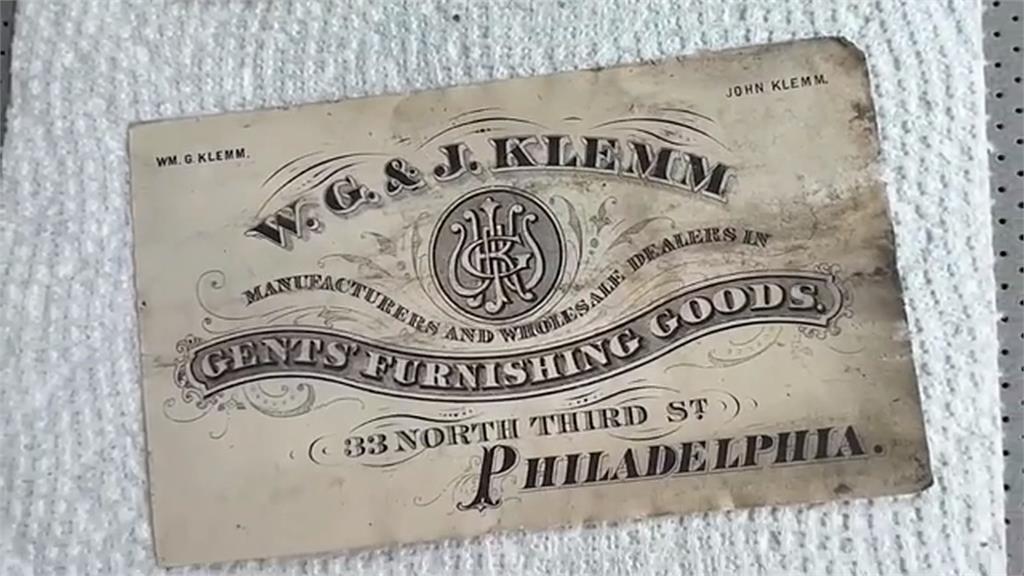 WM. G. KLEMM.
JOHN KLEMM.
W. G. & J. KLEMM
MANUFACTURERS AND WHOLESALE DEALERS IN
GENTS' FURNISHING GOODS.
33 NORTH THIRD ST
PHILADELPHIA.